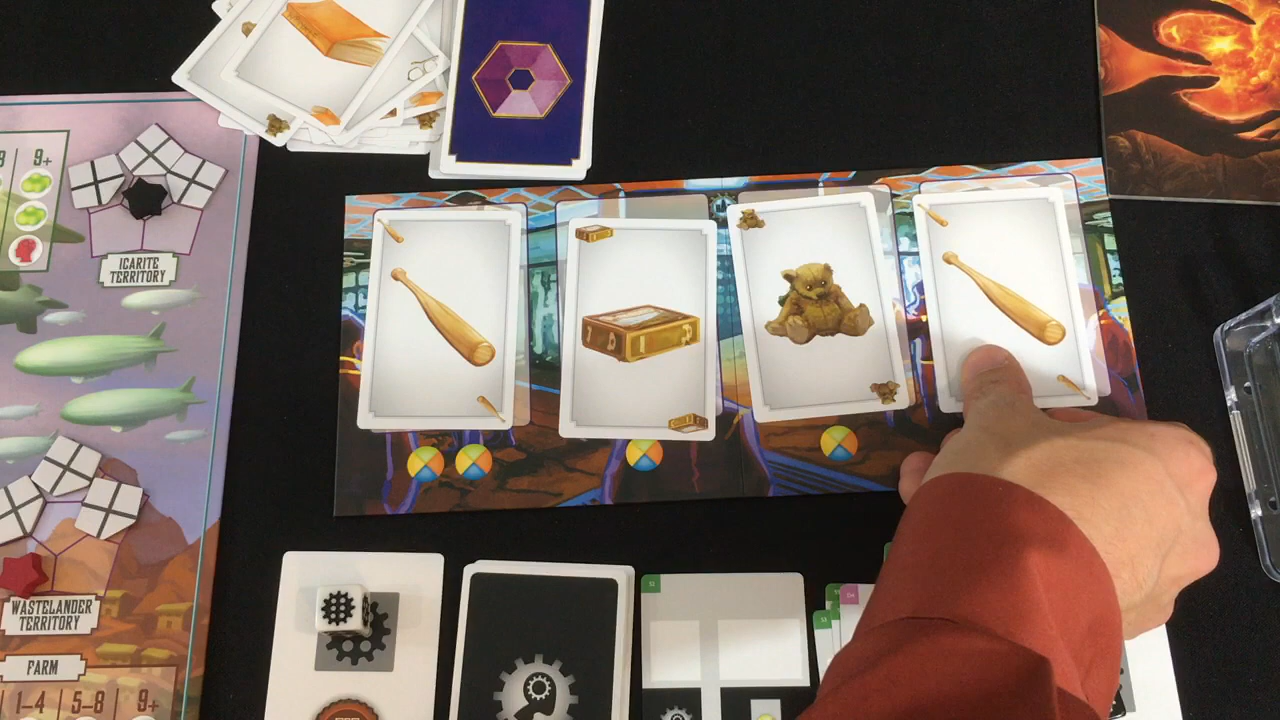 9+
ICARITE
TERRITORY
WASTELANDER
TERRITORY
FARM
1-4 5-8 9+